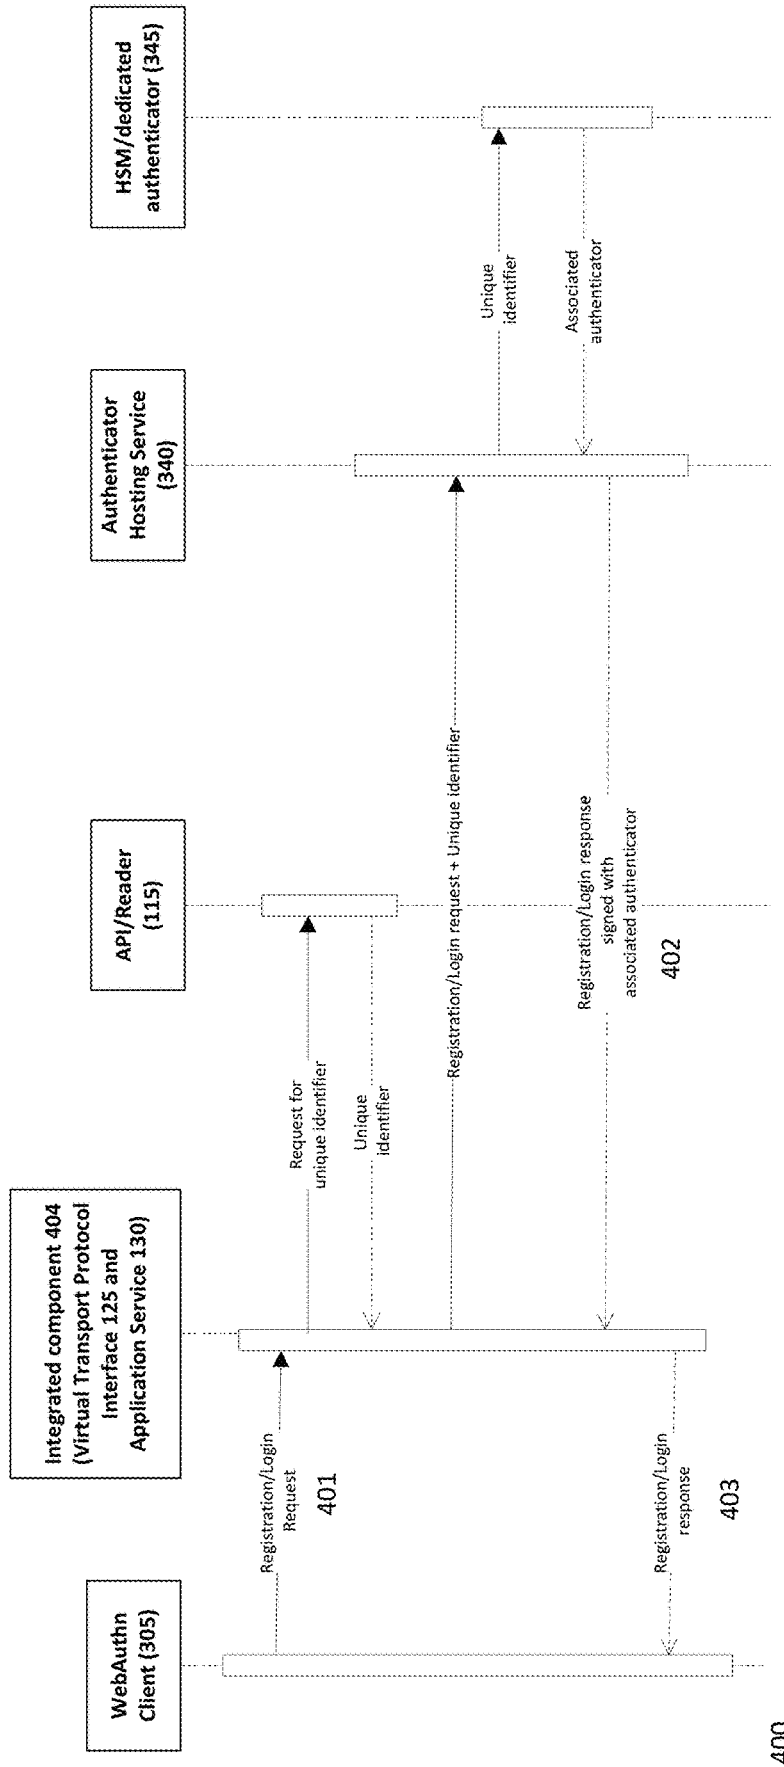 WebAuthn
Client (305)
Integrated component 404
(Virtual Transport Protocol
Interface 125 and
Application Service 130)
API/Reader
(115)
Authenticator
Hosting Service
(340)
HSM/dedicated
authenticator (345)
Registration/Login
Request
401
Request for
unique identifier
Unique
identifier
Registration/Login request + Unique identifier
Unique
identifier
Associated
authenticator
Registration/Login response
signed with
associated authenticator
402
Registration/Login
response
403
400